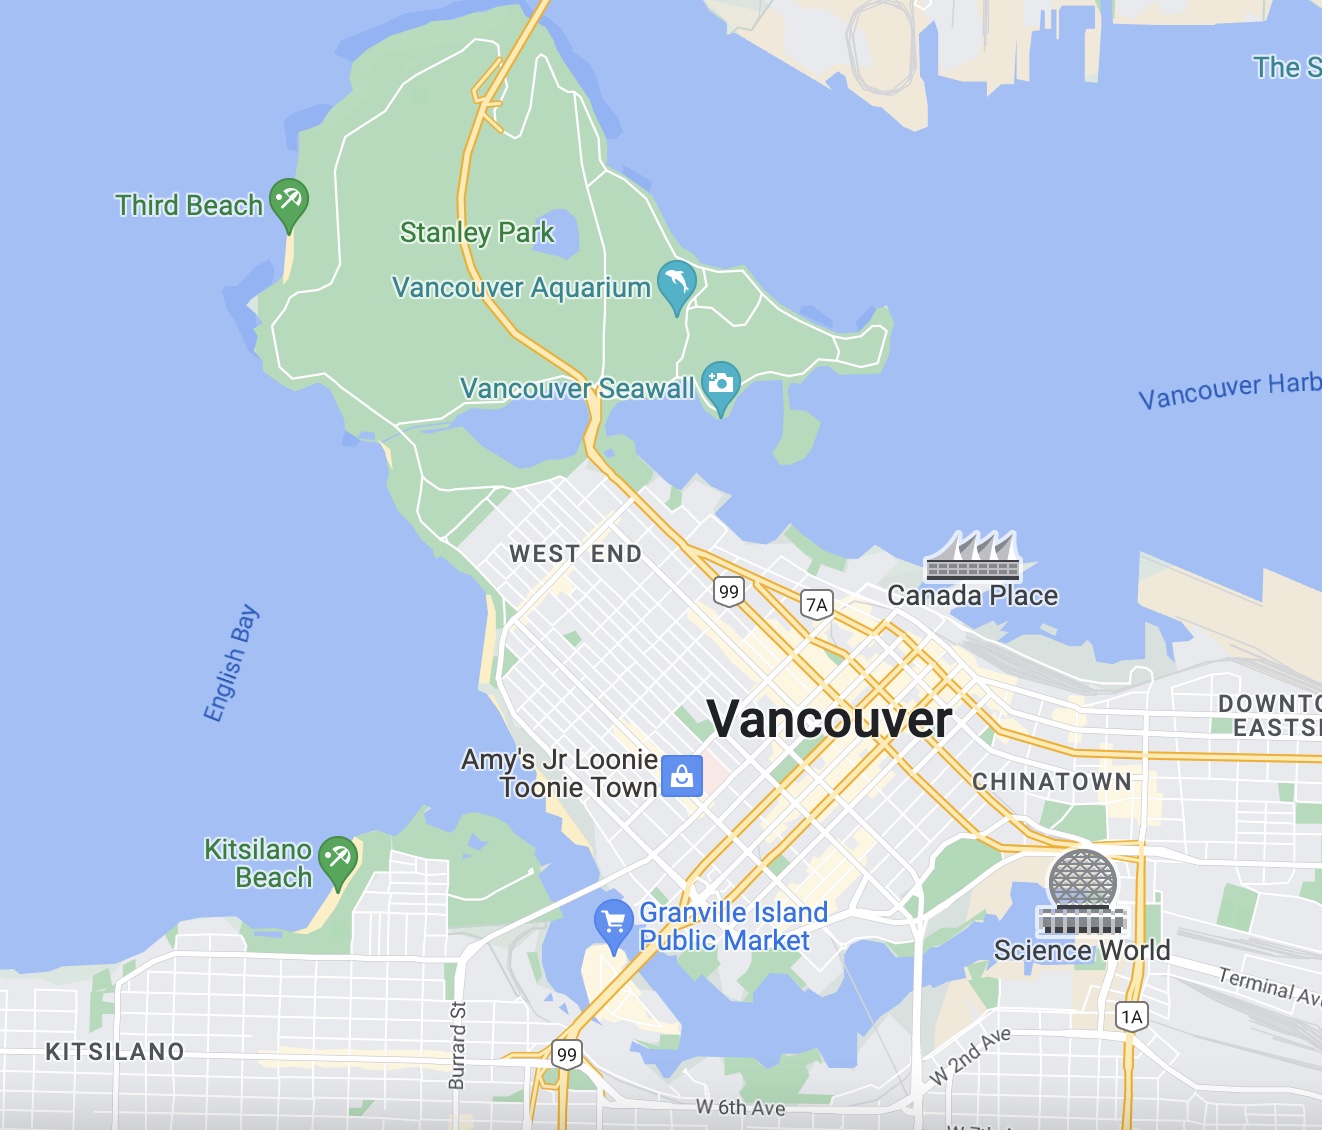 The S
Third Beach
Stanley Park
Vancouver Aquarium
Vancouver Seawall
Vancouver Harb
WEST END
99
7A
Canada Place
English Bay
Vancouver
DOWNTO
EASTSI
Amy's Jr Loonie
Toonie Town
CHINATOWN
Kitsilano
Beach
Granville Island
Public Market
Science World
Terminal Av
1A
KITSILANO
Burrard St
99
W 2nd Ave
W 6th Ave